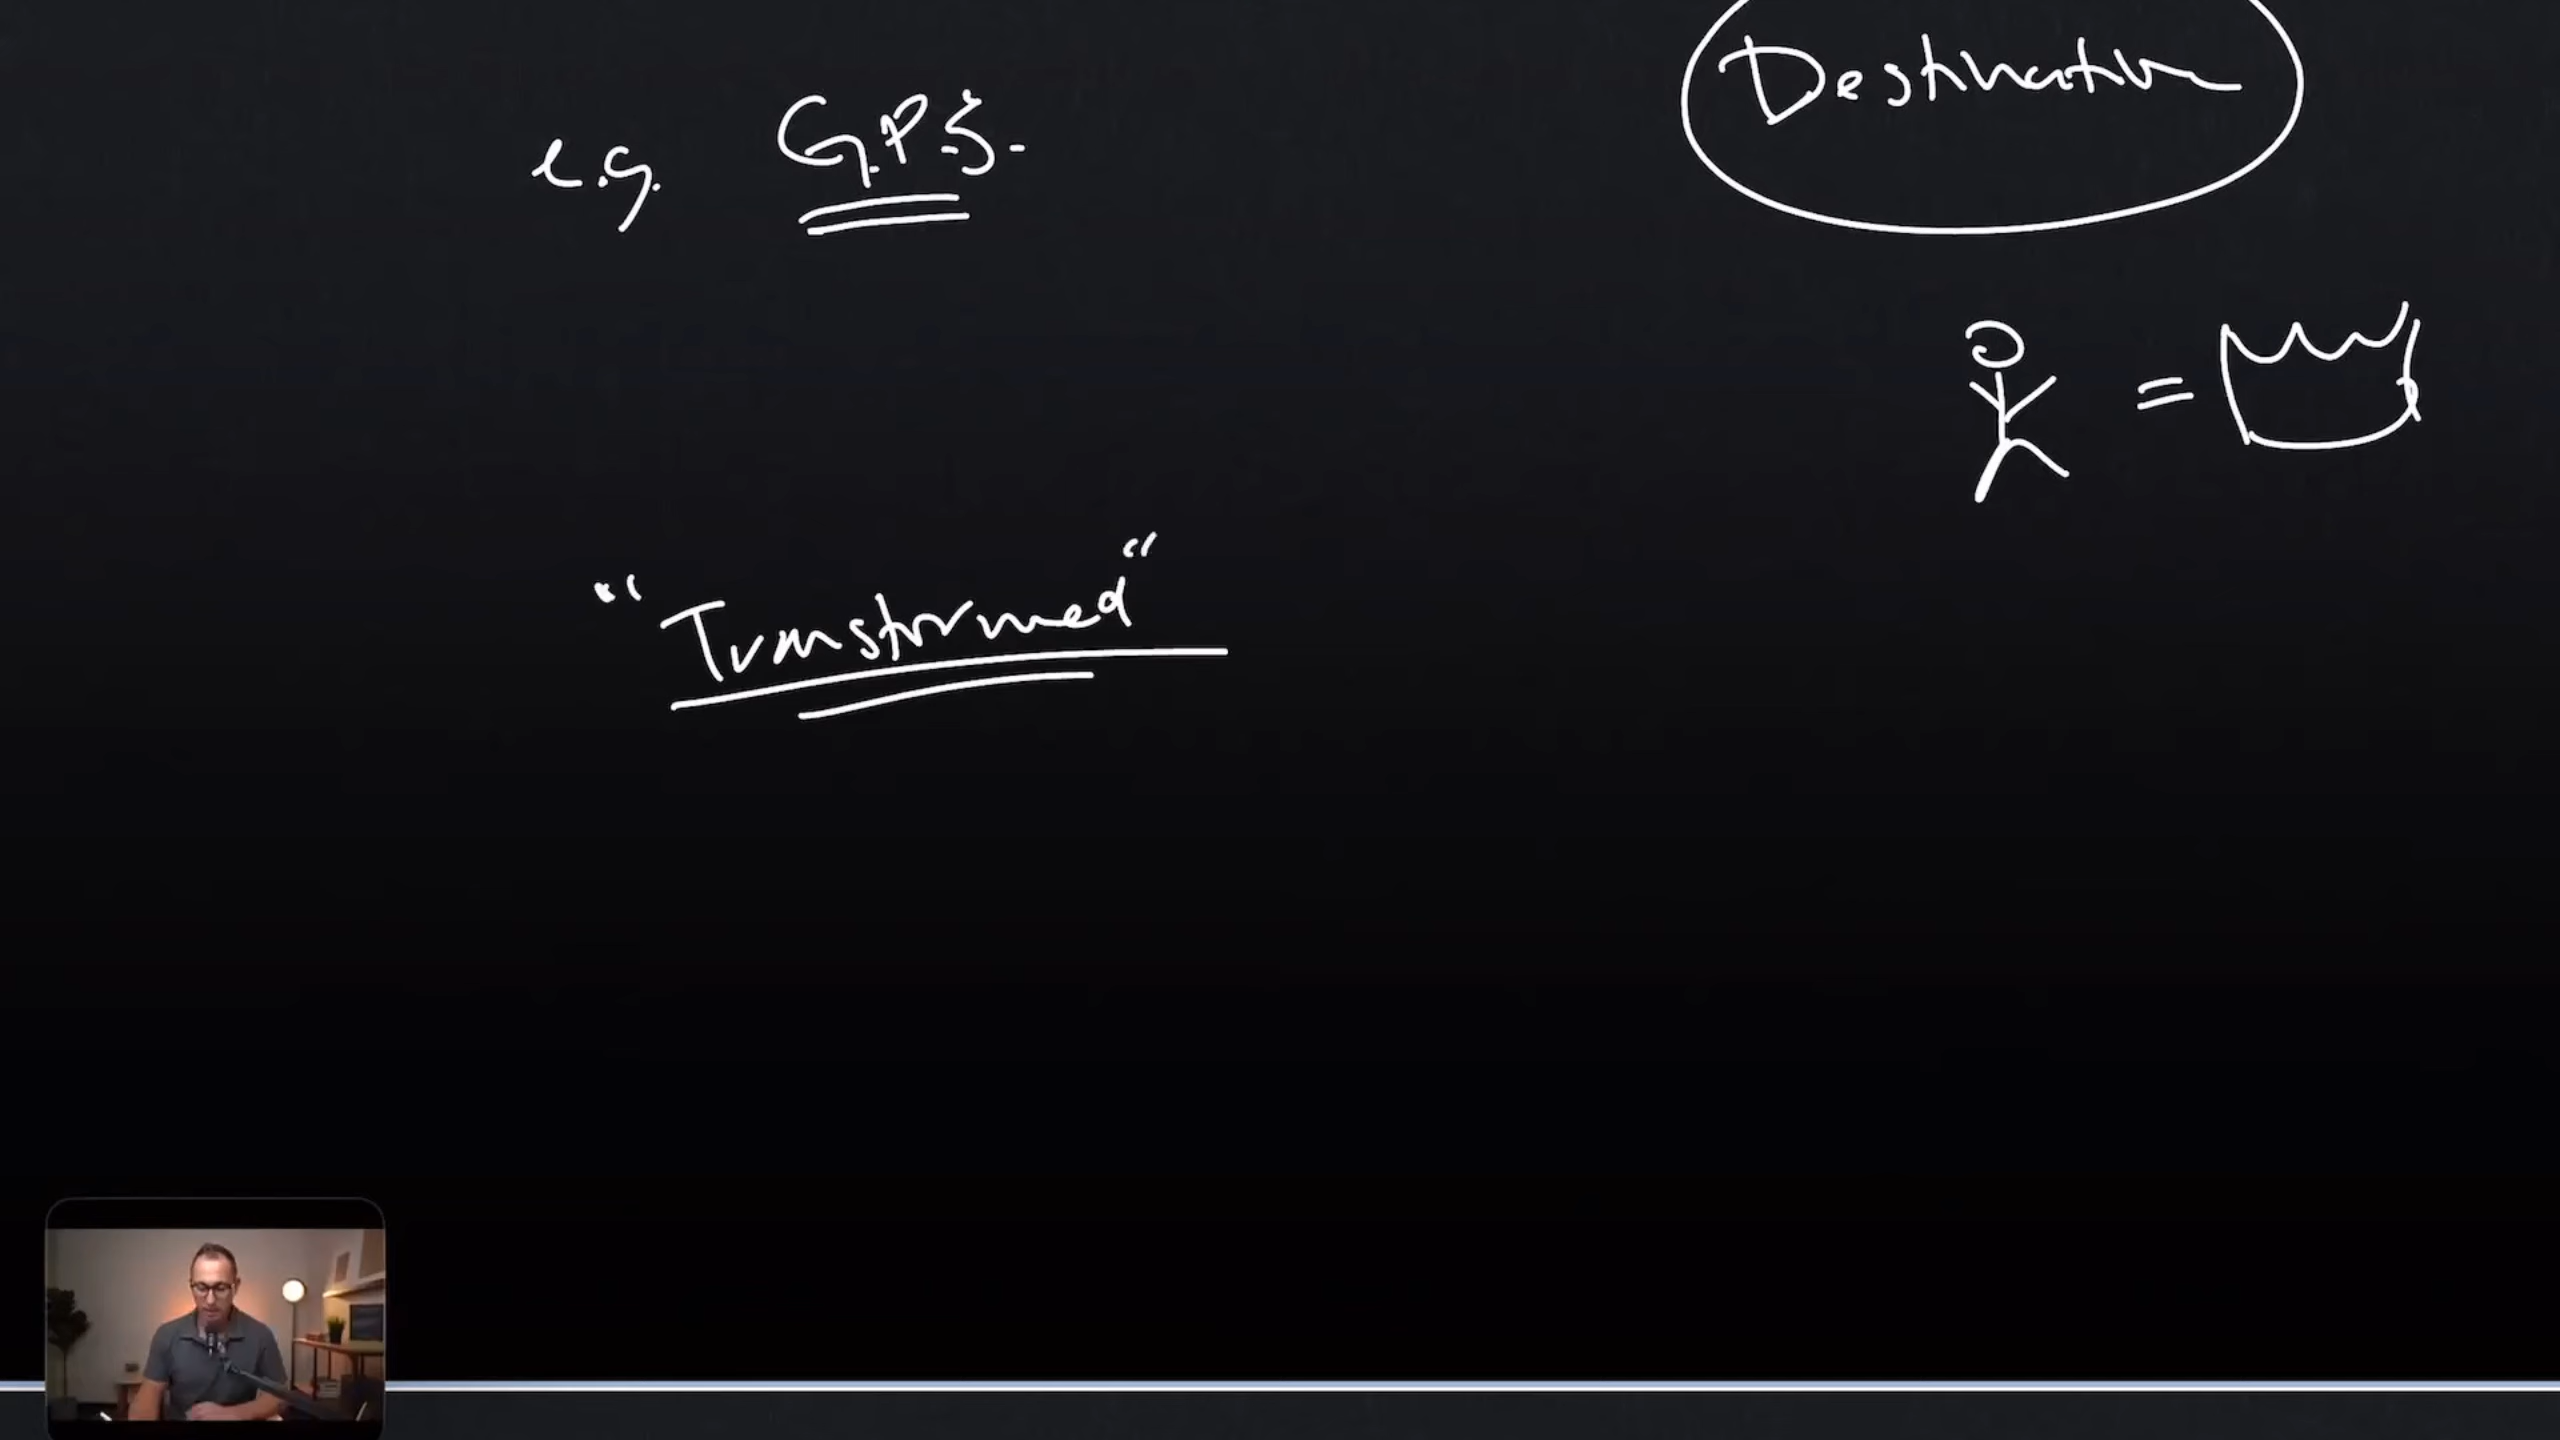 Destination
e.g. G.P.S.
=
"Transformed"